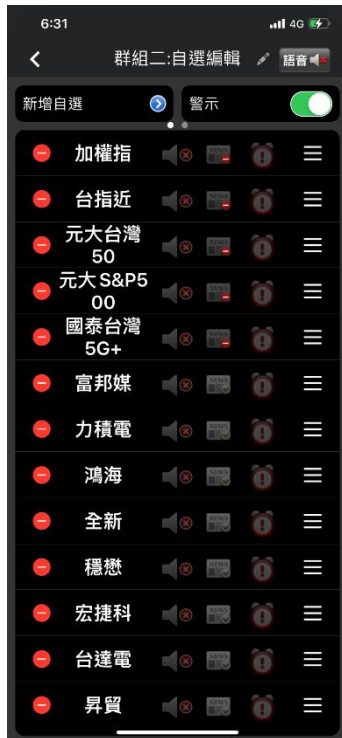 6:31
4G
群組二:自選編輯
語音
新增自選
警示
加權指
台指近
元大台灣
50
元大S&P5
00
國泰台灣
5G+
富邦媒
力積電
鴻海
全新
穩懋
宏捷科
台達電
昇貿